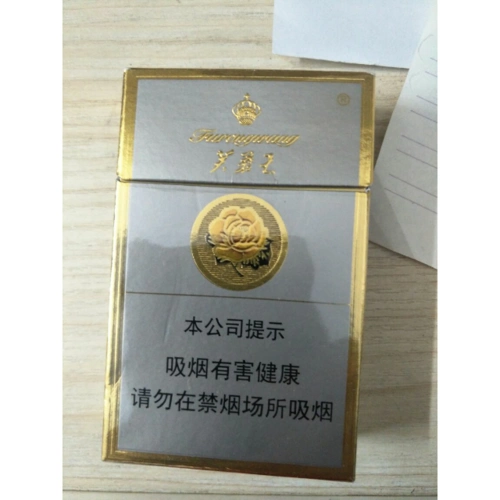 ®
Furongwang
芙蓉王
本公司提示
吸烟有害健康
请勿在禁烟场所吸烟